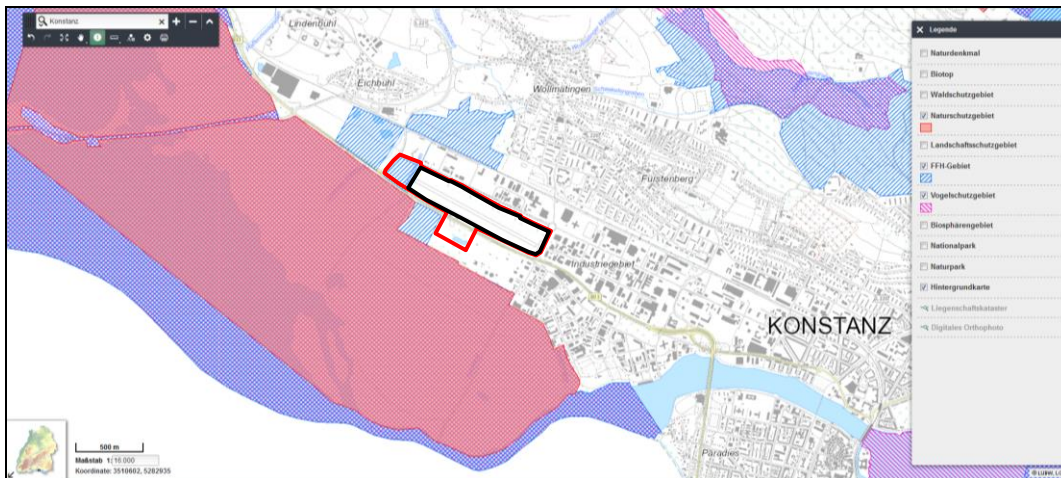 Konstanz
Lindenbühl
Eichbühl
Wollmatingen
Fürstenberg
Industriegebiet
KONSTANZ
Paradies
Legende
Naturdenkmal
Biotop
Waldschutzgebiet
Naturschutzgebiet
Landschaftsschutzgebiet
FFH-Gebiet
Vogelschutzgebiet
Biosphärengebiet
Nationalpark
Naturpark
Hintergrundkarte
Liegenschaftskataster
Digitales Orthophoto
500 m
Maßstab 1: 16.000
Koordinate: 3510602, 5282935